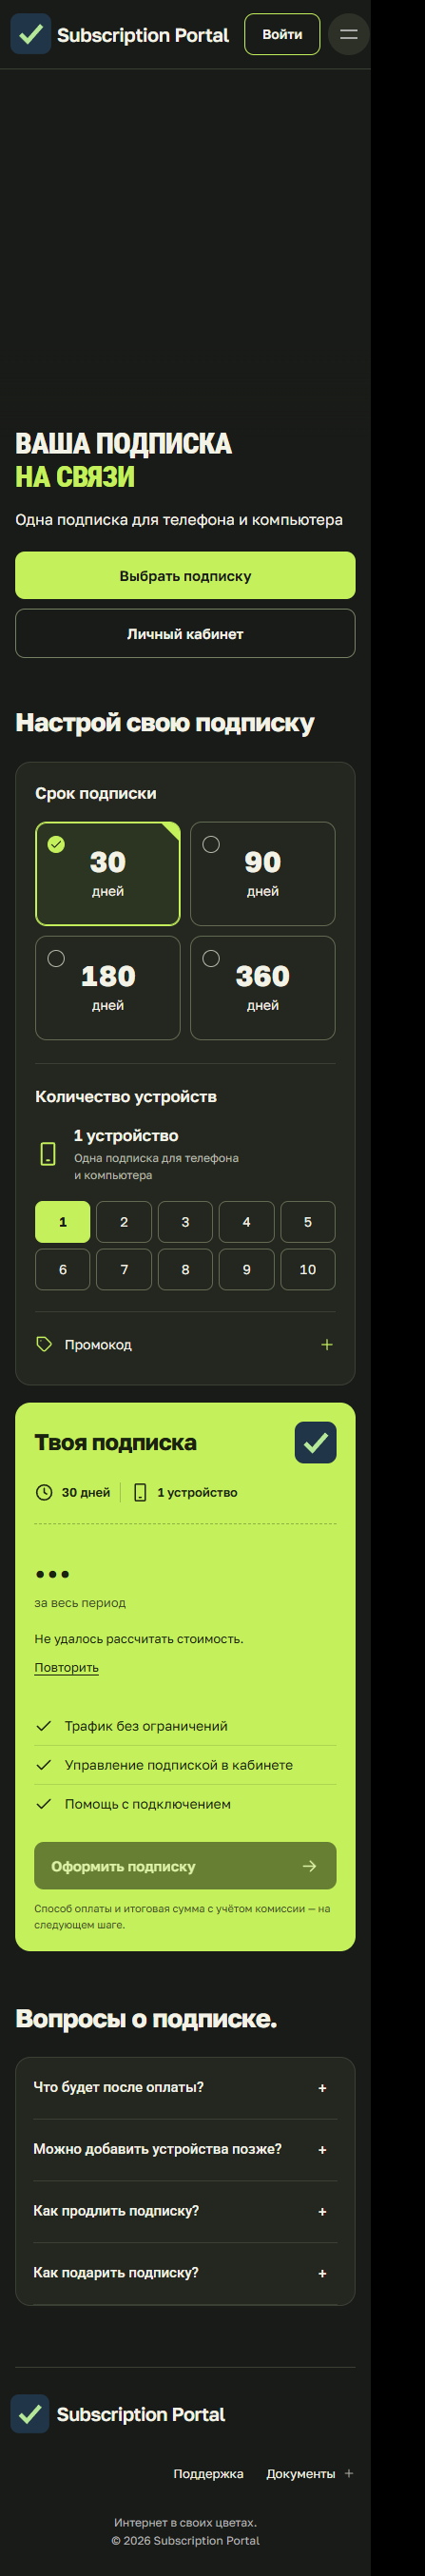 Subscription Portal
Войти
ВАША ПОДПИСКА
НА СВЯЗИ
Одна подписка для телефона и компьютера
Выбрать подписку
Личный кабинет
Настрой свою подписку
Срок подписки
30
дней
90
дней
180
дней
360
дней
Количество устройств
1 устройство
Одна подписка для телефона
и компьютера
1 2 3 4 5
6 7 8 9 10
Промокод +
Твоя подписка
30 дней 1 устройство
•••
за весь период
Не удалось рассчитать стоимость.
Повторить
Трафик без ограничений
Управление подпиской в кабинете
Помощь с подключением
Оформить подписку →
Способ оплаты и итоговая сумма с учётом комиссии — на
следующем шаге.
Вопросы о подписке.
Что будет после оплаты? +
Можно добавить устройства позже? +
Как продлить подписку? +
Как подарить подписку? +
Subscription Portal
Поддержка Документы +
Интернет в своих цветах.
© 2026 Subscription Portal